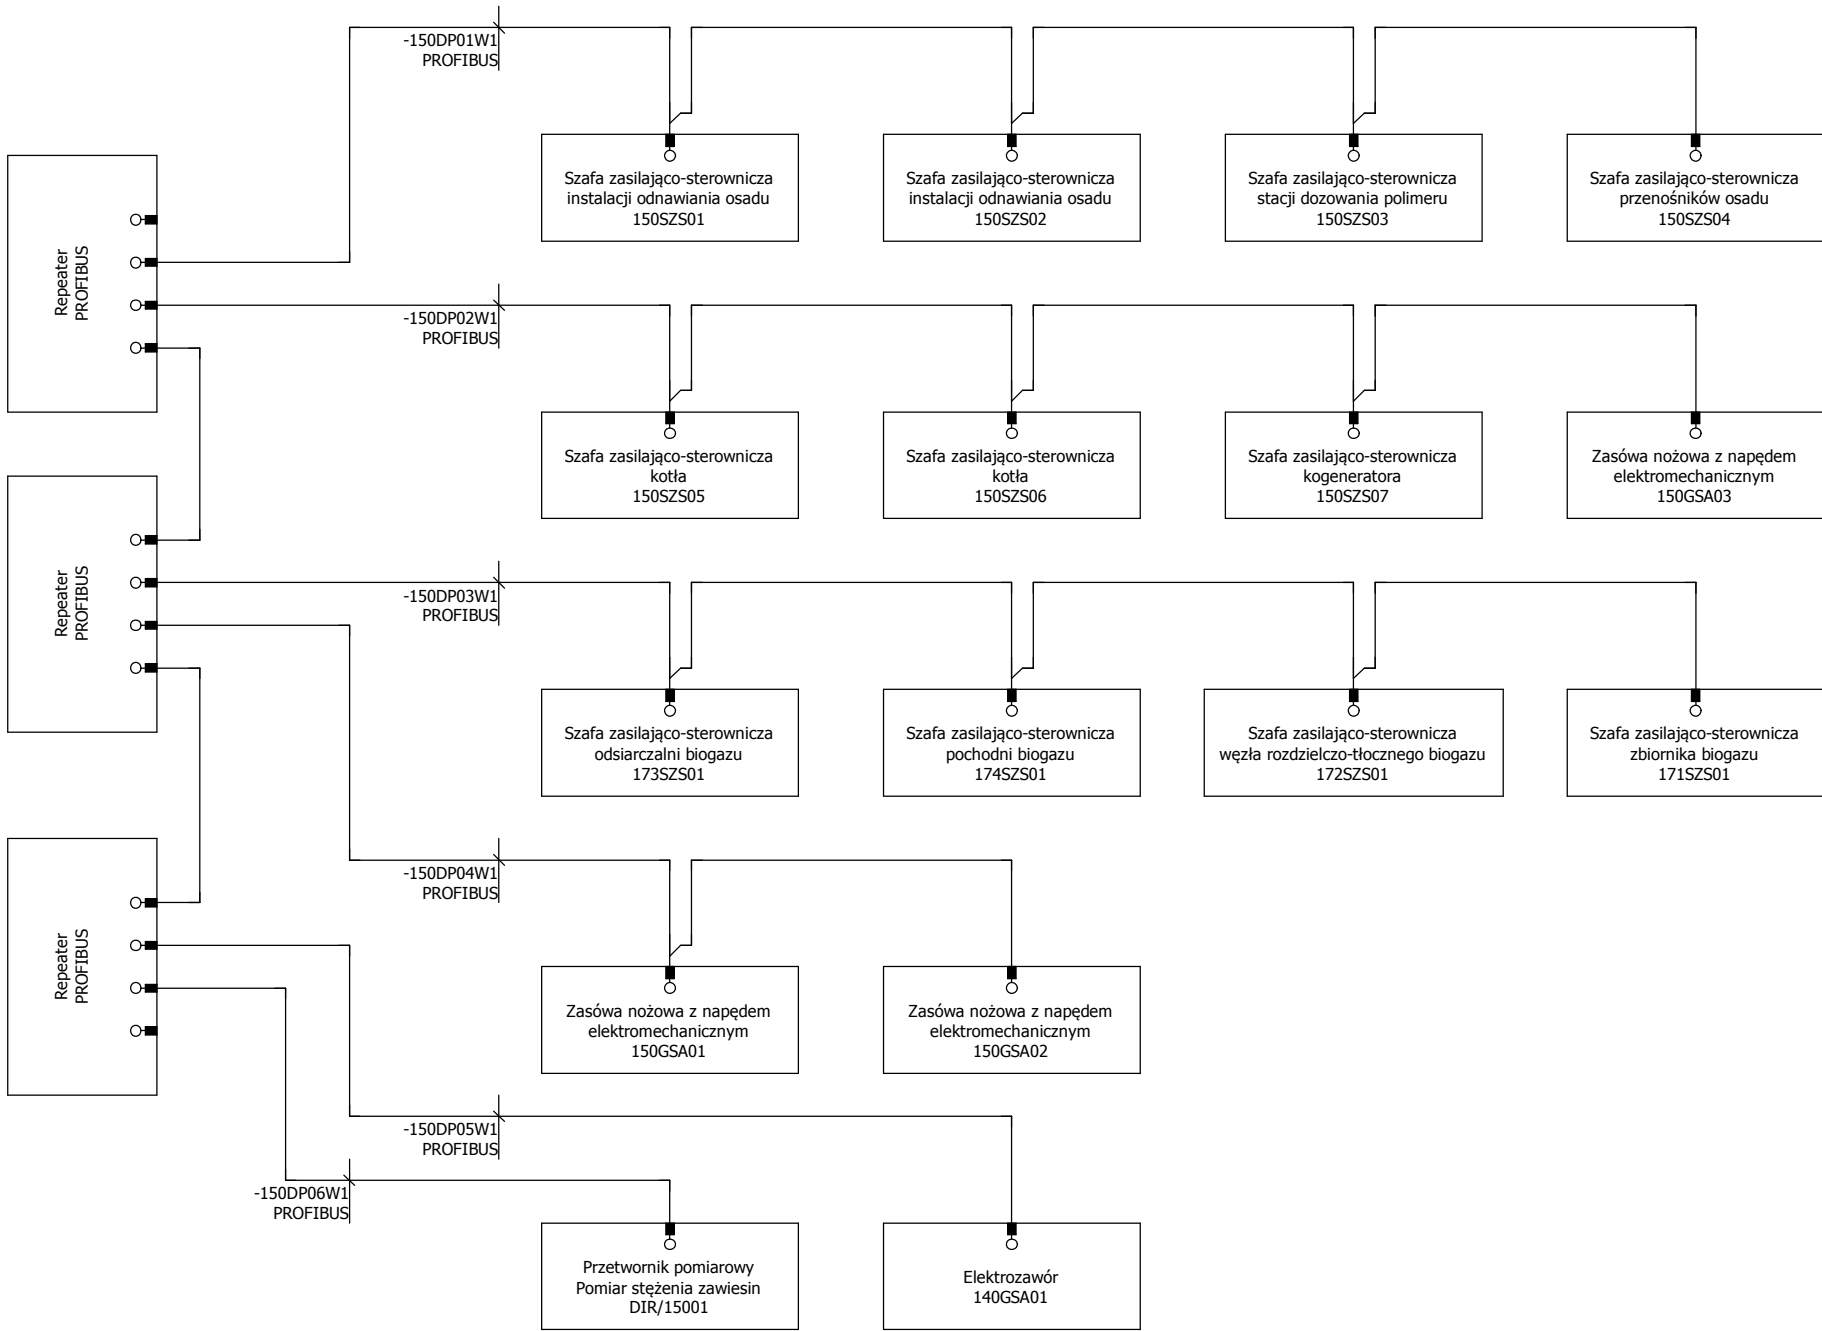 -150DP01W1
PROFIBUS
Szafa zasilająco-sterownicza
instalacji odnawiania osadu
150SZS01
Szafa zasilająco-sterownicza
instalacji odnawiania osadu
150SZS02
Szafa zasilająco-sterownicza
stacji dozowania polimeru
150SZS03
Szafa zasilająco-sterownicza
przenośników osadu
150SZS04
Repeater
PROFIBUS
-150DP02W1
PROFIBUS
Szafa zasilająco-sterownicza
kotła
150SZS05
Szafa zasilająco-sterownicza
kotła
150SZS06
Szafa zasilająco-sterownicza
kogeneratora
150SZS07
Zasówa nożowa z napędem
elektromechanicznym
150GSA03
Repeater
PROFIBUS
-150DP03W1
PROFIBUS
Szafa zasilająco-sterownicza
odsiarczalni biogazu
173SZS01
Szafa zasilająco-sterownicza
pochodni biogazu
174SZS01
Szafa zasilająco-sterownicza
węzła rozdzielczo-tłocznego biogazu
172SZS01
Szafa zasilająco-sterownicza
zbiornika biogazu
171SZS01
-150DP04W1
PROFIBUS
Repeater
PROFIBUS
Zasówa nożowa z napędem
elektromechanicznym
150GSA01
Zasówa nożowa z napędem
elektromechanicznym
150GSA02
-150DP05W1
PROFIBUS
-150DP06W1
PROFIBUS
Przetwornik pomiarowy
Pomiar stężenia zawiesin
DIR/15001
Elektrozawór
140GSA01